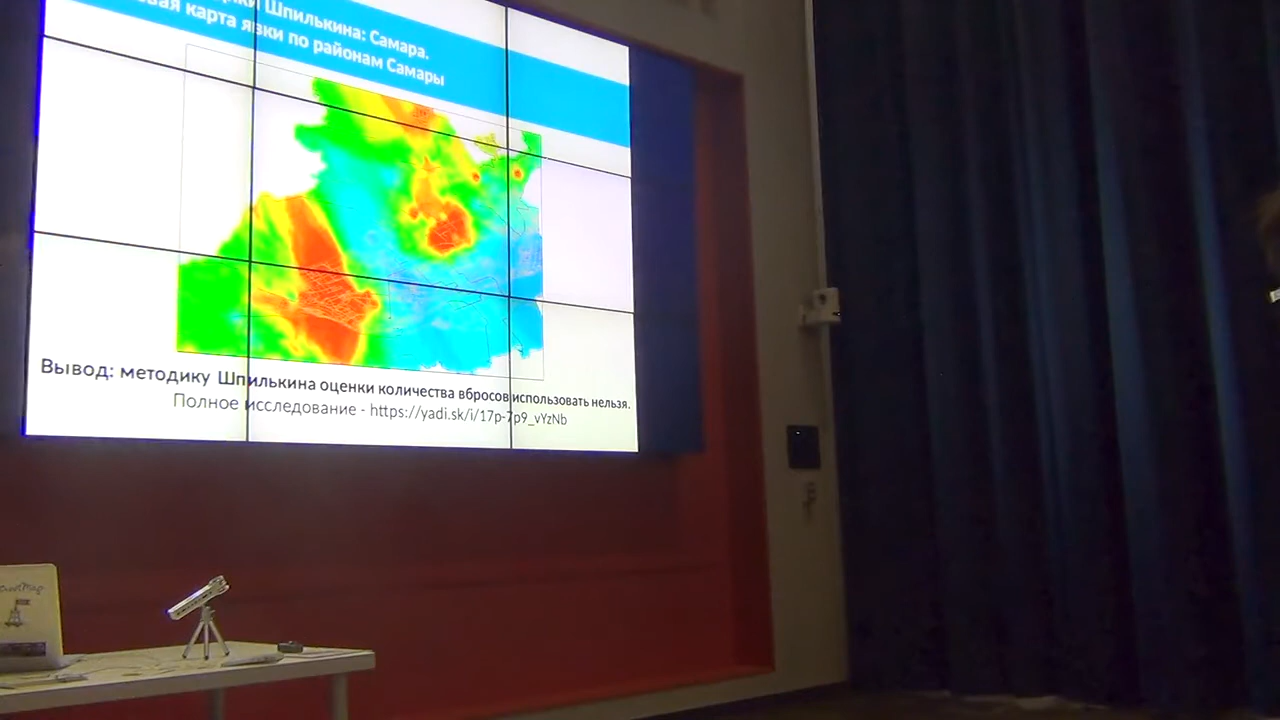 Шпилькина: Самара.
карта явки по районам Самары
Вывод: методику Шпилькина оценки количества вбросов использовать нельзя.
Полное исследование - https://yadi.sk/i/17p-7p9_vYzNb